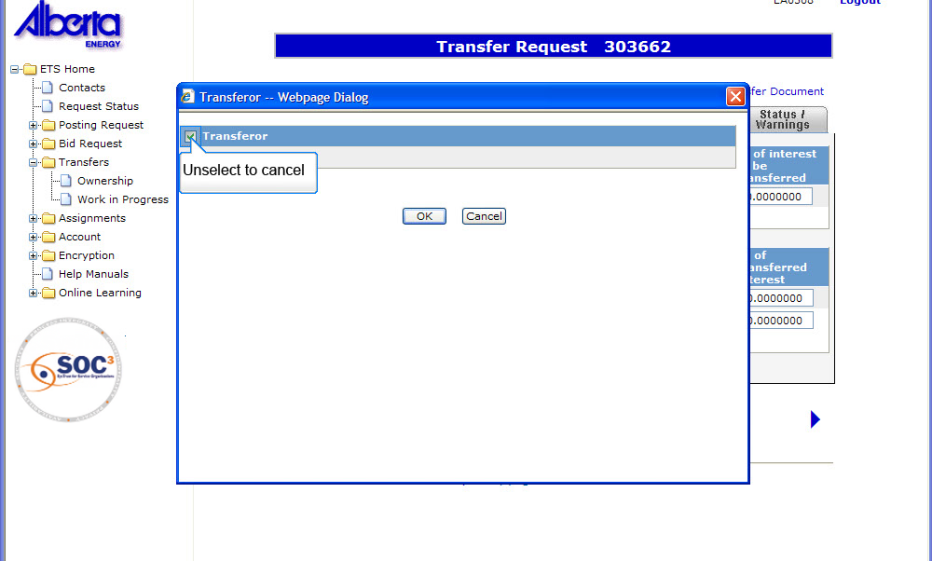 Alberta
ENERGY
Logout
Transfer Request 303662
ETS Home
Contacts
Request Status
Posting Request
Bid Request
Transfers
Ownership
Work in Progress
Assignments
Account
Encryption
Help Manuals
Online Learning
SOC3
Transferor -- Webpage Dialog
Transferor
Unselect to cancel
OK
Cancel
fer Document
Status /
Warnings
of interest
be
ansferred
.0000000
of
ansferred
terest
0.0000000
0.0000000